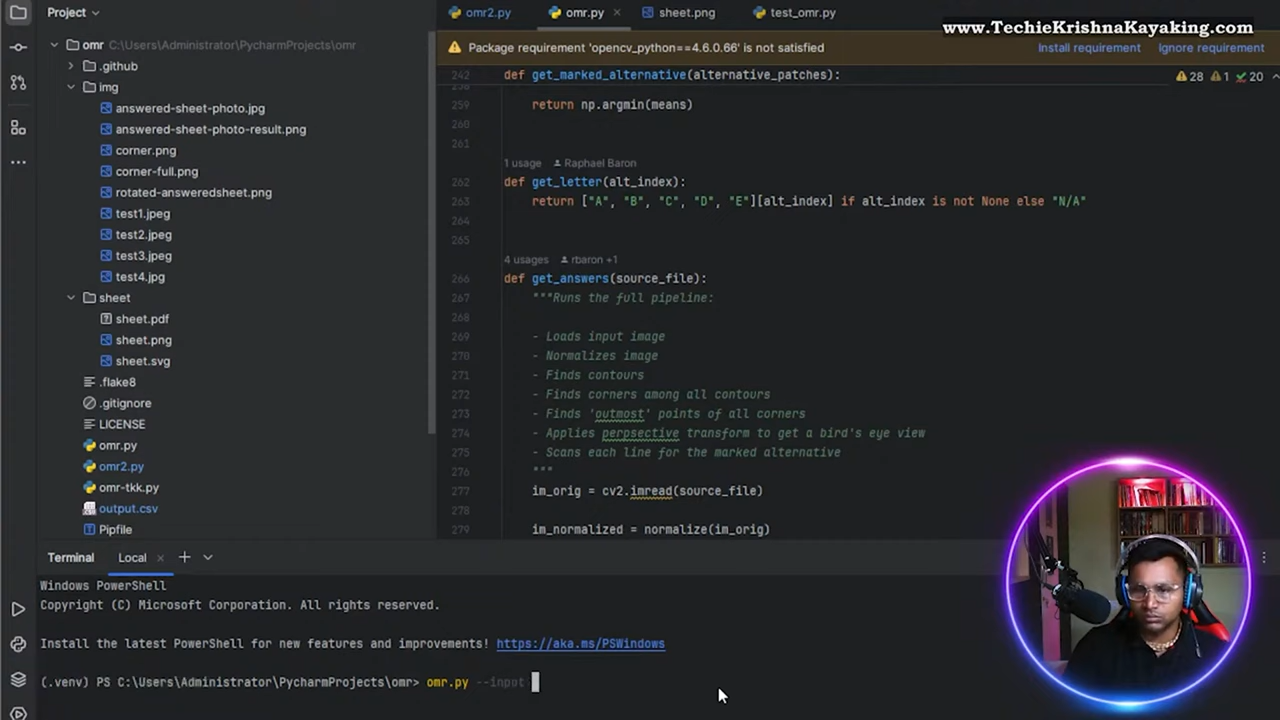 Project
omr2.py
omr.py
sheet.png
test_omr.py
www.TechieKrishnaKayaking.com
omr C:\Users\Administrator\PycharmProjects\omr
Package requirement 'opencv_python==4.6.0.66' is not satisfied
Install requirement
Ignore requirement
.github
img
answered-sheet-photo.jpg
answered-sheet-photo-result.png
corner.png
corner-full.png
rotated-answeredsheet.png
test1.jpeg
test2.jpeg
test3.jpeg
test4.jpg
sheet
sheet.pdf
sheet.png
sheet.svg
.flake8
.gitignore
LICENSE
omr.py
omr2.py
omr-tkk.py
output.csv
Pipfile
242 def get_marked_alternative(alternative_patches):
28 1 20
259 return np.argmin(means)
260
261
1 usage Raphael Baron
262 def get_letter(alt_index):
263 return ["A", "B", "C", "D", "E"][alt_index] if alt_index is not None else "N/A"
264
265
4 usages rbaron +1
266 def get_answers(source_file):
267 """Runs the full pipeline:
268
269 - Loads input image
270 - Normalizes image
271 - Finds contours
272 - Finds corners among all contours
273 - Finds 'outmost' points of all corners
274 - Applies perpsective transform to get a bird's eye view
275 - Scans each line for the marked alternative
276 """
277 im_orig = cv2.imread(source_file)
278
279 im_normalized = normalize(im_orig)
Terminal
Local
Windows PowerShell
Copyright (C) Microsoft Corporation. All rights reserved.
Install the latest PowerShell for new features and improvements! https://aka.ms/PSWindows
(.venv) PS C:\Users\Administrator\PycharmProjects\omr> omr.py --input